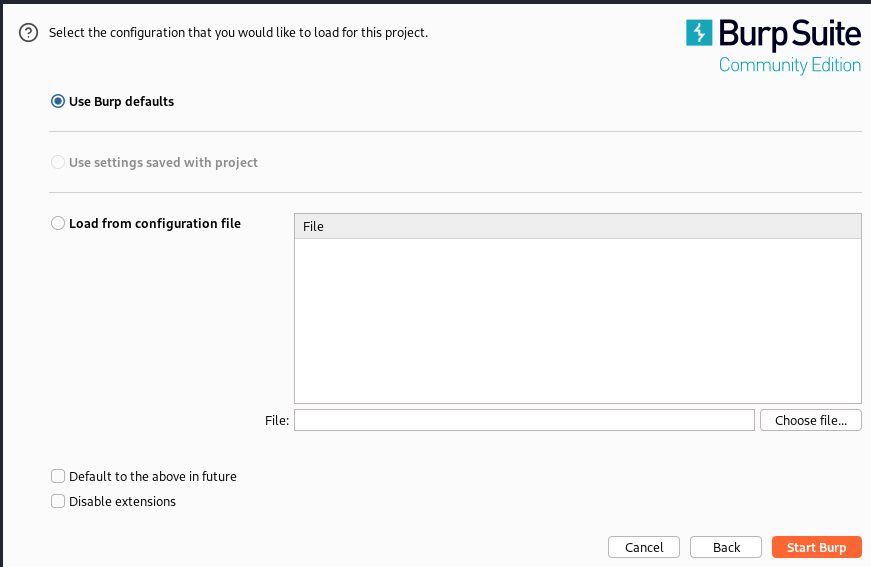 Select the configuration that you would like to load for this project.
Burp Suite
Community Edition
Use Burp defaults
Use settings saved with project
Load from configuration file
File
File:
Choose file...
Default to the above in future
Disable extensions
Cancel
Back
Start Burp